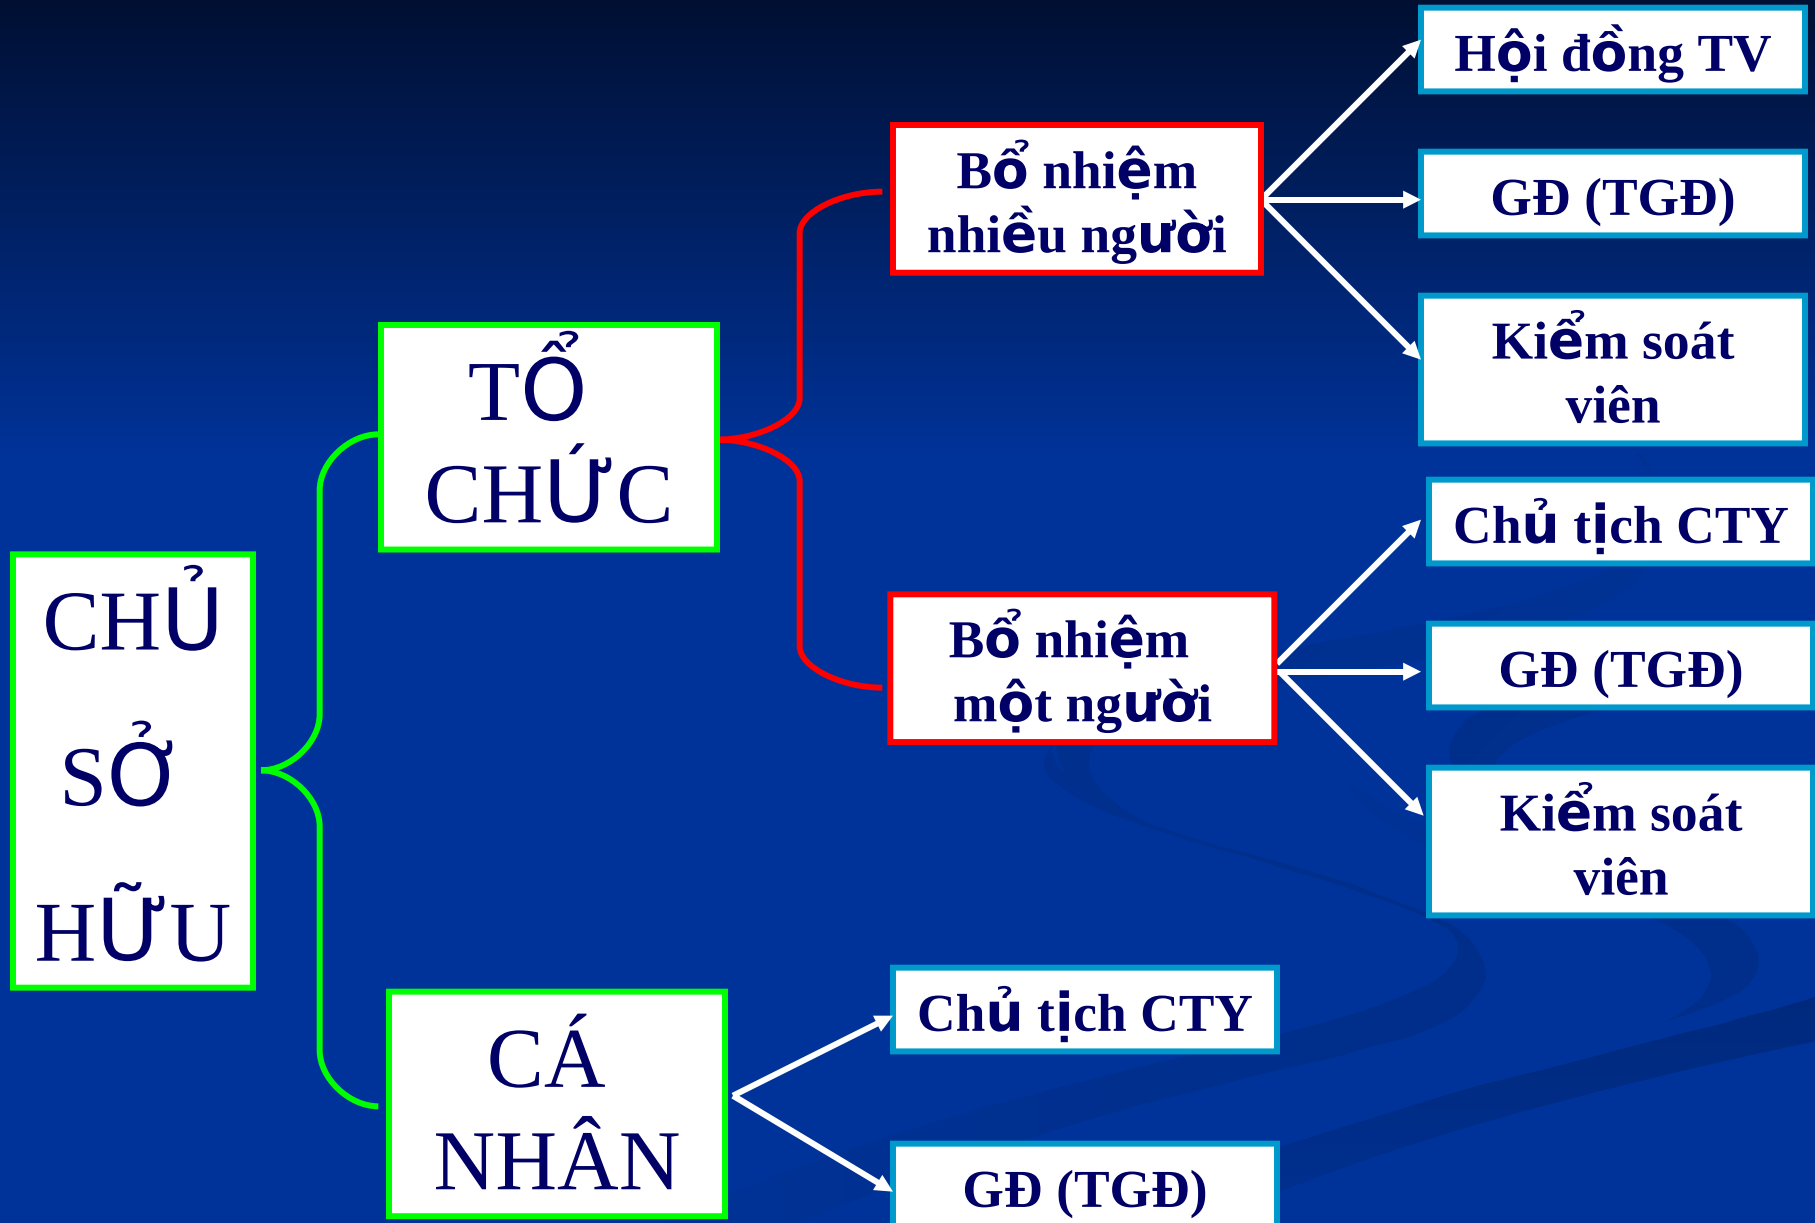 Hội đồng TV
Bổ nhiệm
nhiều người
GĐ (TGĐ)
Kiểm soát
viên
TỔ
CHỨC
Chủ tịch CTY
Bổ nhiệm
một người
GĐ (TGĐ)
Kiểm soát
viên
CHỦ
SỞ
HỮU
Chủ tịch CTY
CÁ
NHÂN
GĐ (TGĐ)